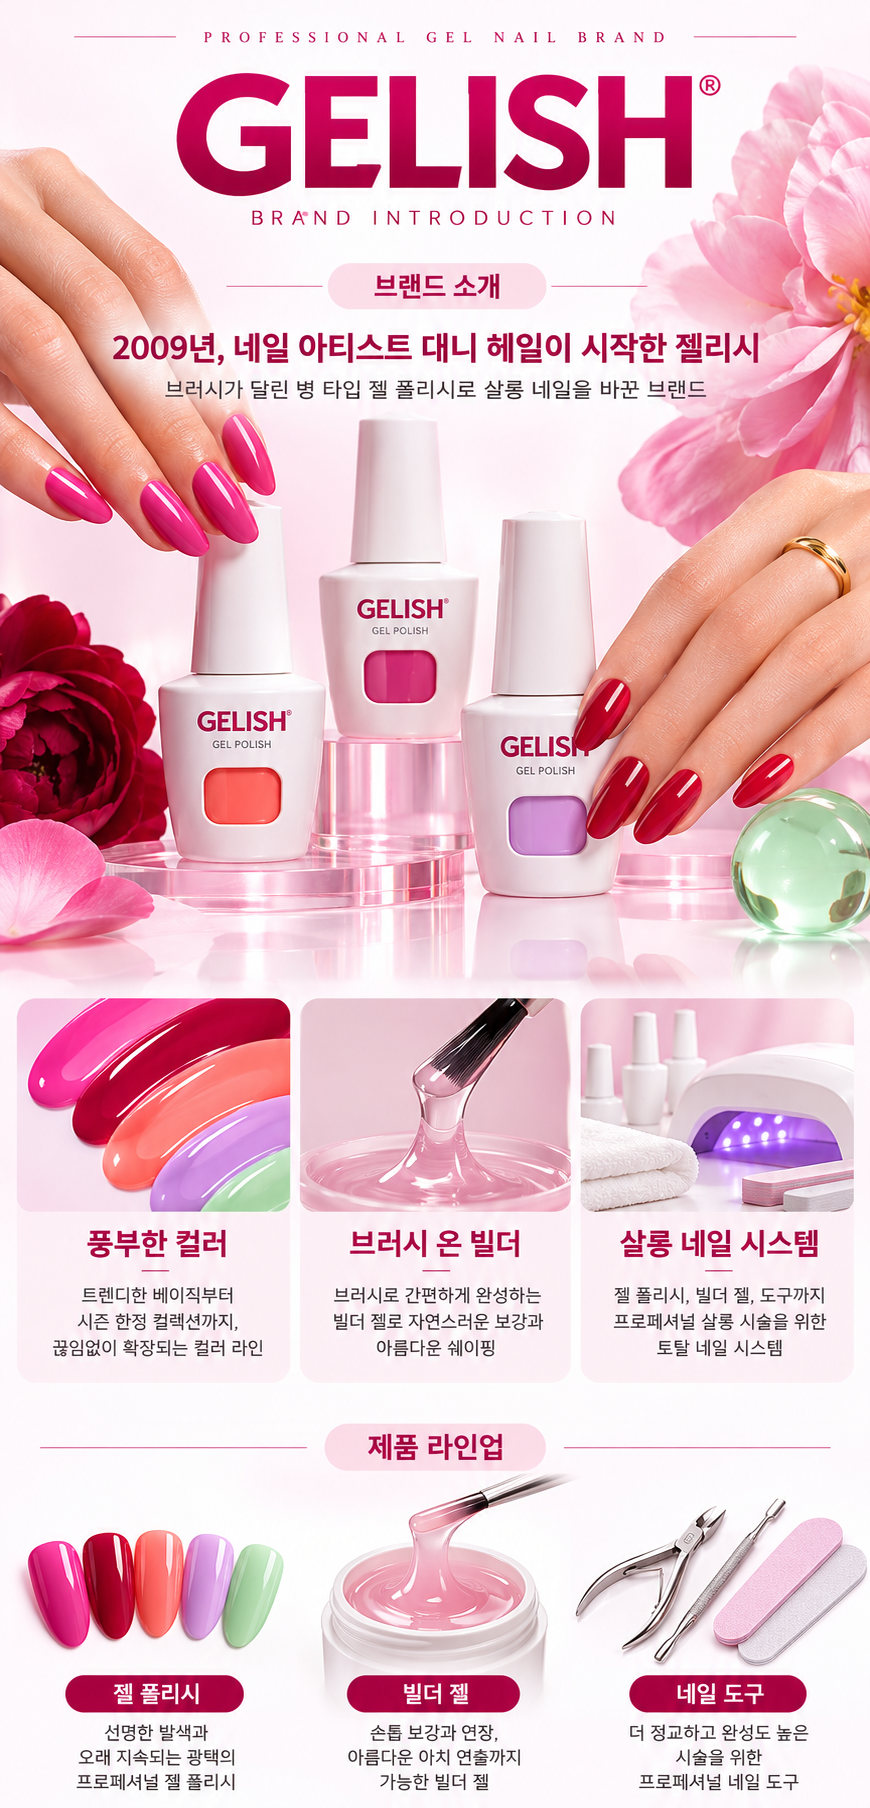 PROFESSIONAL GEL NAIL BRAND
GELISH®
BRAND INTRODUCTION
브랜드 소개
2009년, 네일 아티스트 대니 헤일이 시작한 젤리시
브러시가 달린 병 타입 젤 폴리시로 살롱 네일을 바꾼 브랜드
GELISH®
GEL POLISH
GELISH®
GEL POLISH
GELISH
GEL POLISH
풍부한 컬러
트렌디한 베이직부터
시즌 한정 컬렉션까지,
끊임없이 확장되는 컬러 라인
브러시 온 빌더
브러시로 간편하게 완성하는
빌더 젤로 자연스러운 보강과
아름다운 쉐이핑
살롱 네일 시스템
젤 폴리시, 빌더 젤, 도구까지
프로페셔널 살롱 시술을 위한
토탈 네일 시스템
제품 라인업
젤 폴리시
선명한 발색과
오래 지속되는 광택의
프로페셔널 젤 폴리시
빌더 젤
손톱 보강과 연장,
아름다운 아치 연출까지
가능한 빌더 젤
네일 도구
더 정교하고 완성도 높은
시술을 위한
프로페셔널 네일 도구